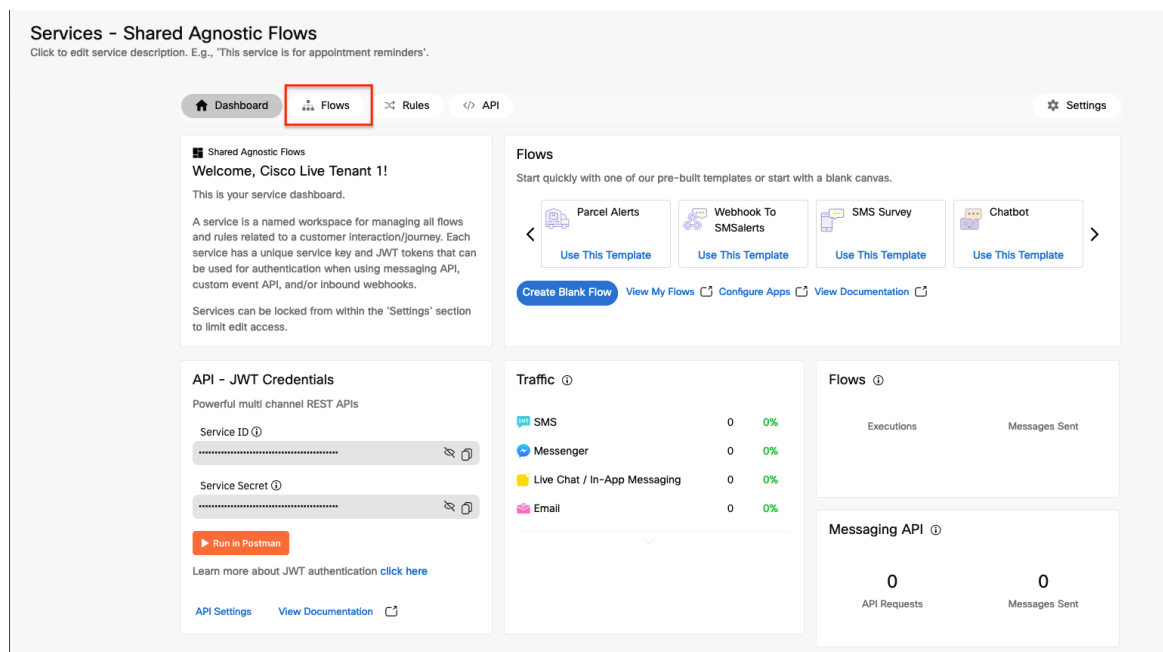 Services - Shared Agnostic Flows
Click to edit service description. E.g., 'This service is for appointment reminders'.
Dashboard
Flows
Rules
</> API
Settings
Shared Agnostic Flows
Welcome, Cisco Live Tenant 1!
This is your service dashboard.
A service is a named workspace for managing all flows
and rules related to a customer interaction/journey. Each
service has a unique service key and JWT tokens that can
be used for authentication when using messaging API,
custom event API, and/or inbound webhooks.
Services can be locked from within the 'Settings' section
to limit edit access.
Flows
Start quickly with one of our pre-built templates or start with a blank canvas.
Parcel Alerts
Use This Template
Webhook To
SMSalerts
Use This Template
SMS Survey
Use This Template
Chatbot
Use This Template
Create Blank Flow
View My Flows
Configure Apps
View Documentation
API - JWT Credentials
Powerful multi channel REST APIs
Service ID
Service Secret
Run in Postman
Learn more about JWT authentication click here
API Settings
View Documentation
Traffic
SMS 0 0%
Messenger 0 0%
Live Chat / In-App Messaging 0 0%
Email 0 0%
Flows
Executions
Messages Sent
Messaging API
0 0
API Requests Messages Sent